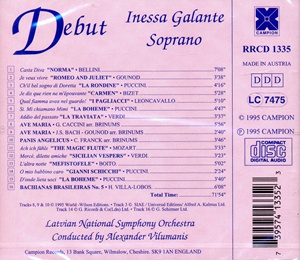 Debut
Inessa Galante
Soprano
CAMPION
RRCD 1335
MADE IN AUSTRIA
DDD
LC 7475
© 1995 CAMPION
℗ 1995 CAMPION
COMPACT
disc
DIGITAL AUDIO
Casta Diva "NORMA" • BELLINI
Je veux vivre "ROMEO AND JULIET" • GOUNOD
Ch'il bel sogno di Doretta "LA RONDINE" • PUCCINI
Je dis que rien ne m'épouvante "CARMEN" • BIZET
Qual fiamma avea nel guardo! "I PAGLIACCI" • LEONCAVALLO
Sì. Mi chiamano Mimì "LA BOHEME" • PUCCINI
Addio del passato "LA TRAVIATA" • VERDI
AVE MARIA • G. CACCINI arr. BRINUMS
AVE MARIA • J.S. BACH - GOUNOD arr. BRINUMS
PANIS ANGELICUS • C. FRANCK arr. BRINUMS
Ach ich fühl's "THE MAGIC FLUTE" • MOZART
Mercé, dilette amiche "SICILIAN VESPERS" • VERDI
L'altra notte "MEFISTOFELE" • BOITO
O mio babbino caro "GIANNI SCHICCHI" • PUCCINI
Donde lieta uscì "LA BOHEME" • PUCCINI
BACHIANAS BRASILEIRAS No. 5 • H. VILLA-LOBOS
Total Time: 71'54"
Latvian National Symphony Orchestra
Conducted by Alexander Vilumanis
Campion Records, 13 Bank Square, Wilmslow, Cheshire. SK9 1AN ENGLAND